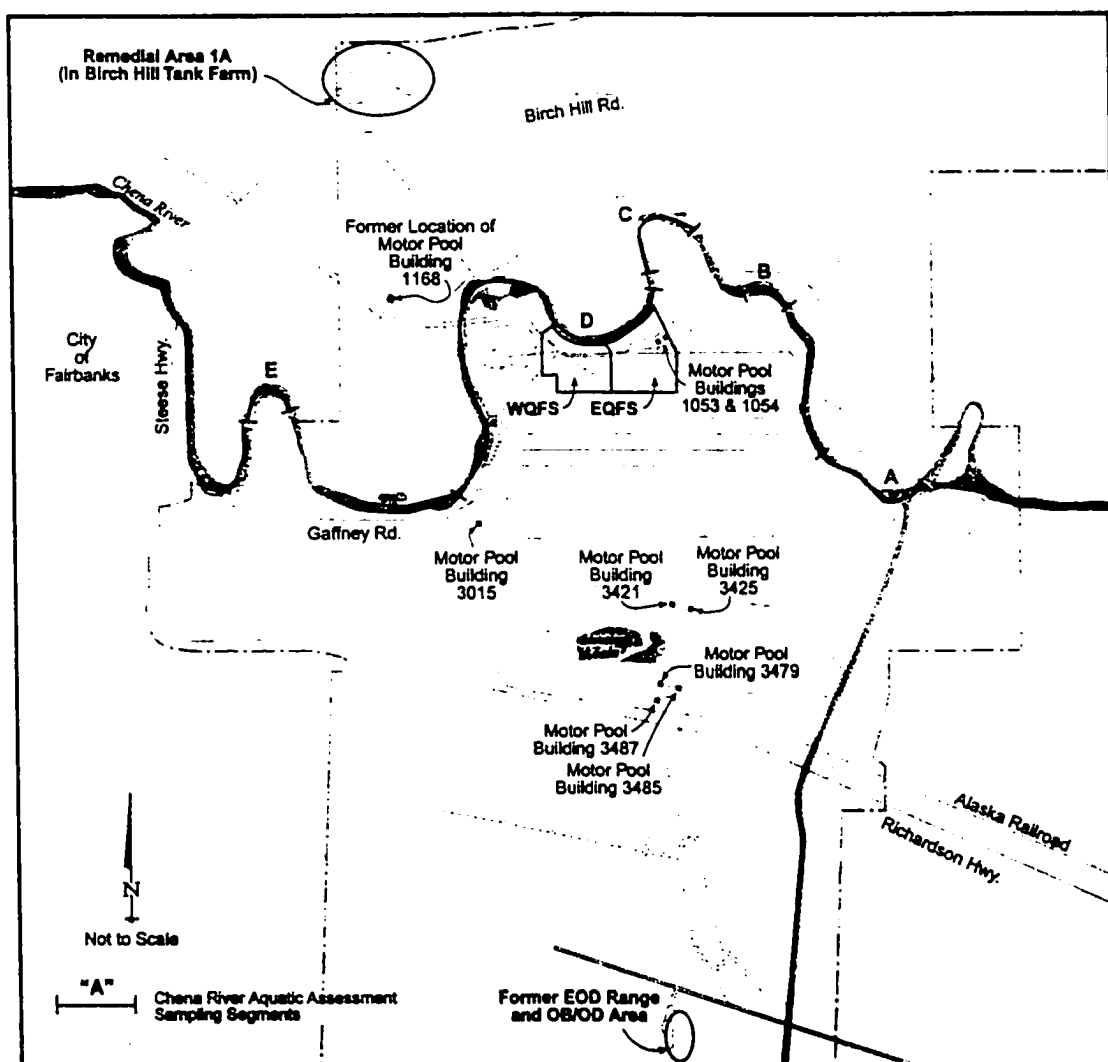 Remedial Area 1A
(In Birch Hill Tank Farm)
Birch Hill Rd.
Chena River
C
Former Location of
Motor Pool
Building
1168
B
D
City
of
Fairbanks
Steese Hwy.
E
Motor Pool
Buildings
1053 & 1054
WQFS
EQFS
A
Gaffney Rd.
Motor Pool
Building
3015
Motor Pool
Building
3421
Motor Pool
Building
3425
Motor Pool
Building 3479
Motor Pool
Building 3487
Motor Pool
Building 3485
Alaska Railroad
Richardson Hwy.
N
Not to Scale
"A"
Chena River Aquatic Assessment
Sampling Segments
Former EOD Range
and OB/OD Area